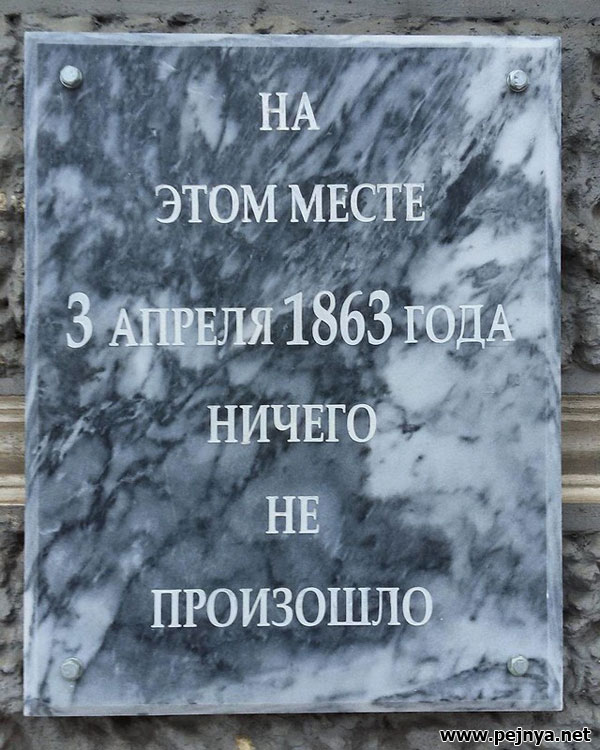 НА
ЭТОМ МЕСТЕ
3 АПРЕЛЯ 1863 ГОДА
НИЧЕГО
НЕ
ПРОИЗОШЛО
www.pejnya.net